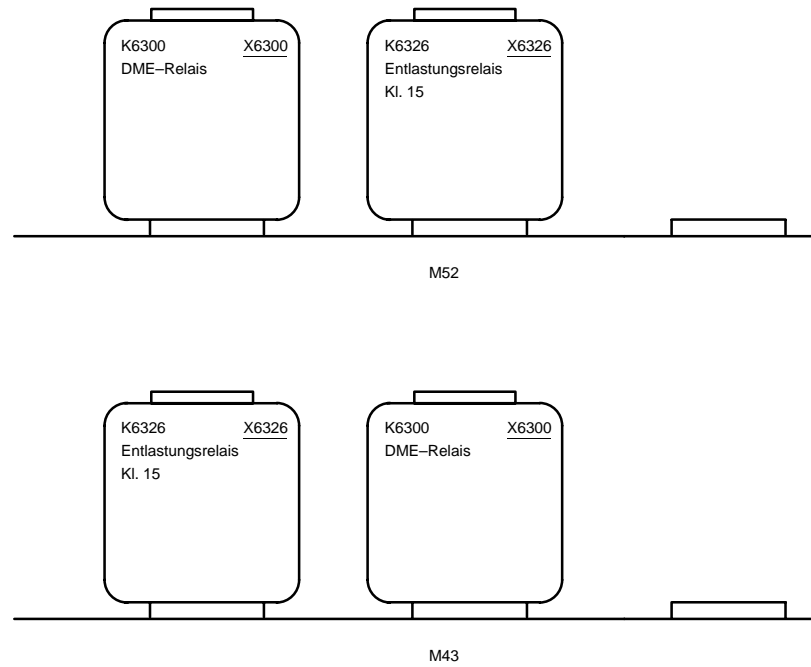 K6300 X6300
DME–Relais
K6326 X6326
Entlastungsrelais
Kl. 15
M52
K6326 X6326
Entlastungsrelais
Kl. 15
K6300 X6300
DME–Relais
M43